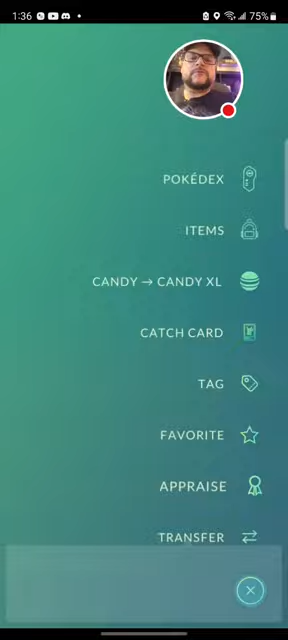 1:36
75%
POKÉDEX
ITEMS
CANDY → CANDY XL
CATCH CARD
TAG
FAVORITE
APPRAISE
TRANSFER